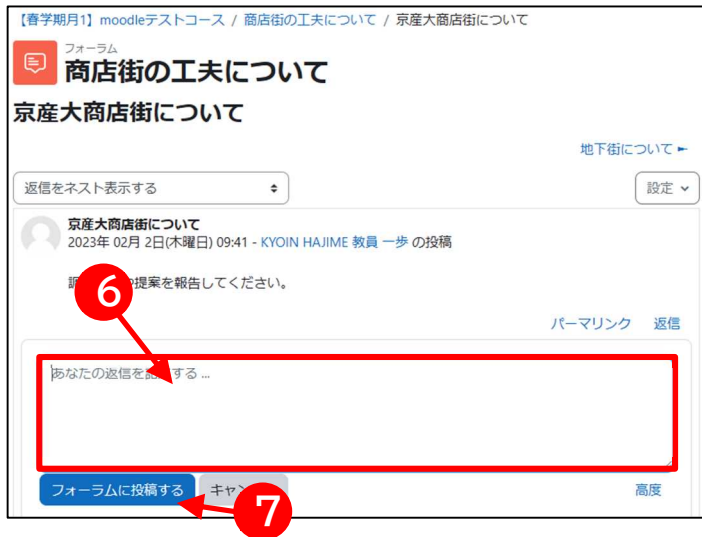 【春学期月1】moodleテストコース / 商店街の工夫について / 京産大商店街について
フォーラム
商店街の工夫について
京産大商店街について
地下街について ►
返信をネスト表示する
設定
京産大商店街について
2023年 02月 2日(木曜日) 09:41 - KYOIN HAJIME 教員 一歩 の投稿
提案を報告してください。
6
パーマリンク 返信
あなたの返信を する ...
フォーラムに投稿する キャン
高度
7